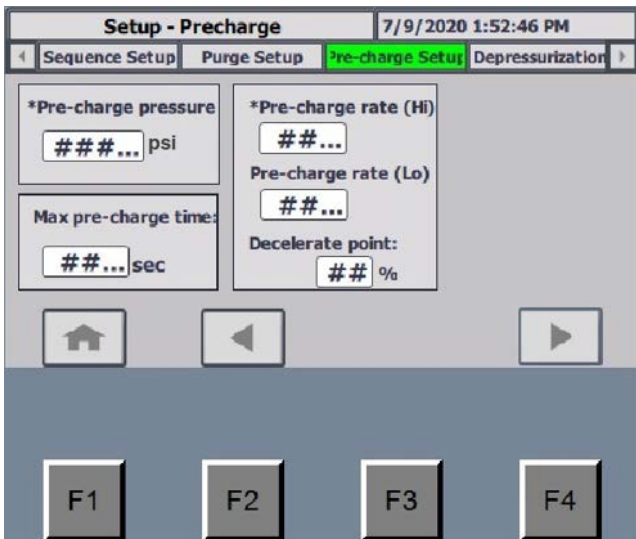 Setup - Precharge
7/9/2020 1:52:46 PM
Sequence Setup
Purge Setup
Pre-charge Setup
Depressurization
*Pre-charge pressure
###... psi
Max pre-charge time:
##... sec
*Pre-charge rate (Hi)
##...
Pre-charge rate (Lo)
##...
Decelerate point:
## %
F1
F2
F3
F4